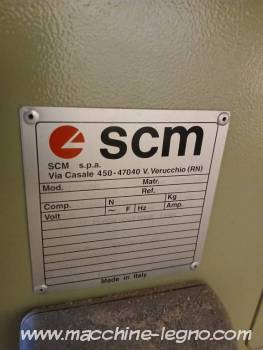 scm
SCM s.p.a.
Via Casale 450-47040 V. Verucchio (RN)
Mod. Matr.
Ref.
Comp. N Kg
Volt ~ F Hz Amp.
Made in Italy
www.macchine-legno.com